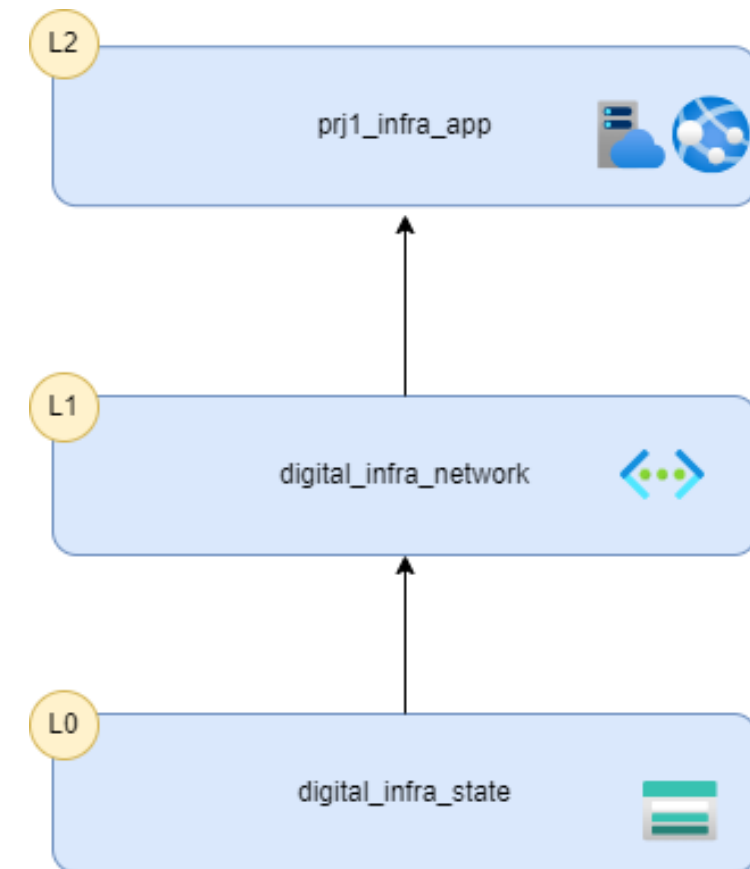 L2
prj1_infra_app
L1
digital_infra_network
L0
digital_infra_state